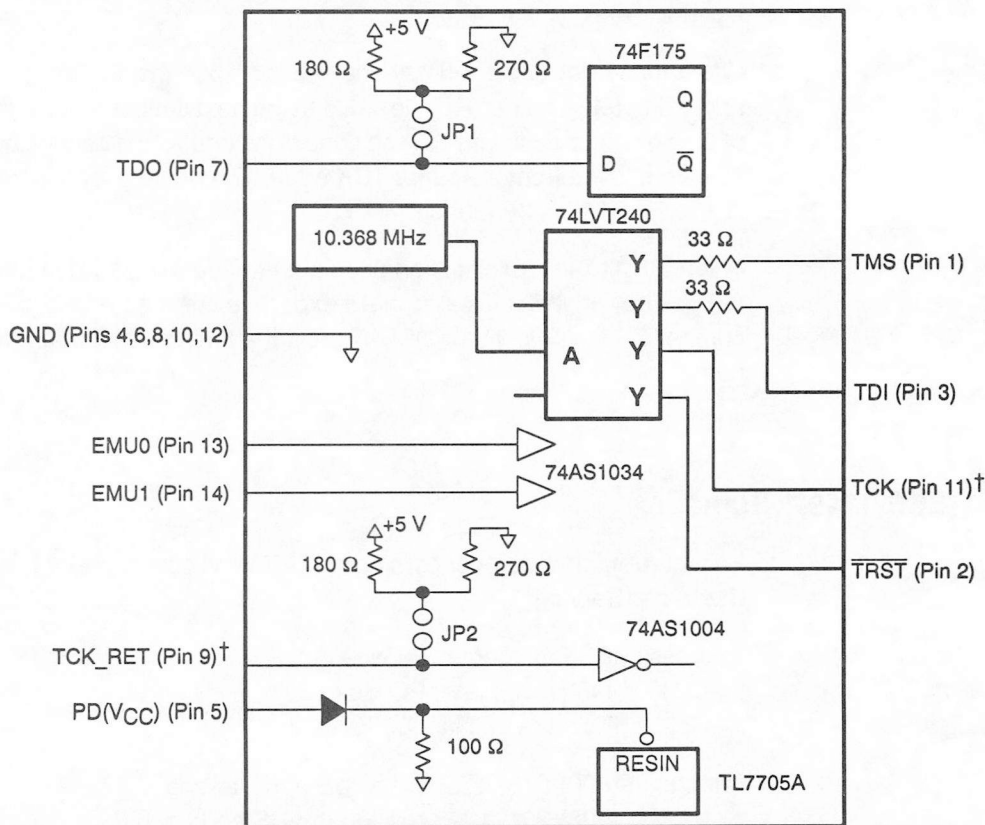 +5 V
180 Ω
270 Ω
74F175
Q
JP1
TDO (Pin 7)
D
Q̅
74LVT240
10.368 MHz
Y
33 Ω
TMS (Pin 1)
Y
33 Ω
GND (Pins 4,6,8,10,12)
A
Y
Y
TDI (Pin 3)
EMU0 (Pin 13)
74AS1034
EMU1 (Pin 14)
TCK (Pin 11)†
+5 V
180 Ω
270 Ω
T̅R̅S̅T̅ (Pin 2)
JP2
74AS1004
TCK_RET (Pin 9)†
PD(VCC) (Pin 5)
100 Ω
RESIN
TL7705A